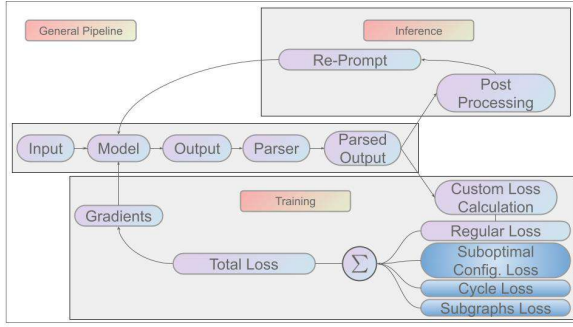 General Pipeline
Inference
Re-Prompt
Post
Processing
Input
Model
Output
Parser
Parsed
Output
Training
Custom Loss
Calculation
Gradients
Regular Loss
Total Loss
Σ
Suboptimal
Config. Loss
Cycle Loss
Subgraphs Loss